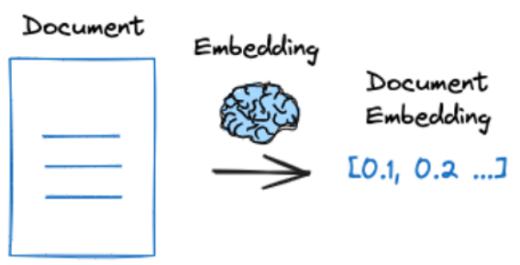 Document
Embedding
Document
Embedding
[0.1, 0.2 ...]